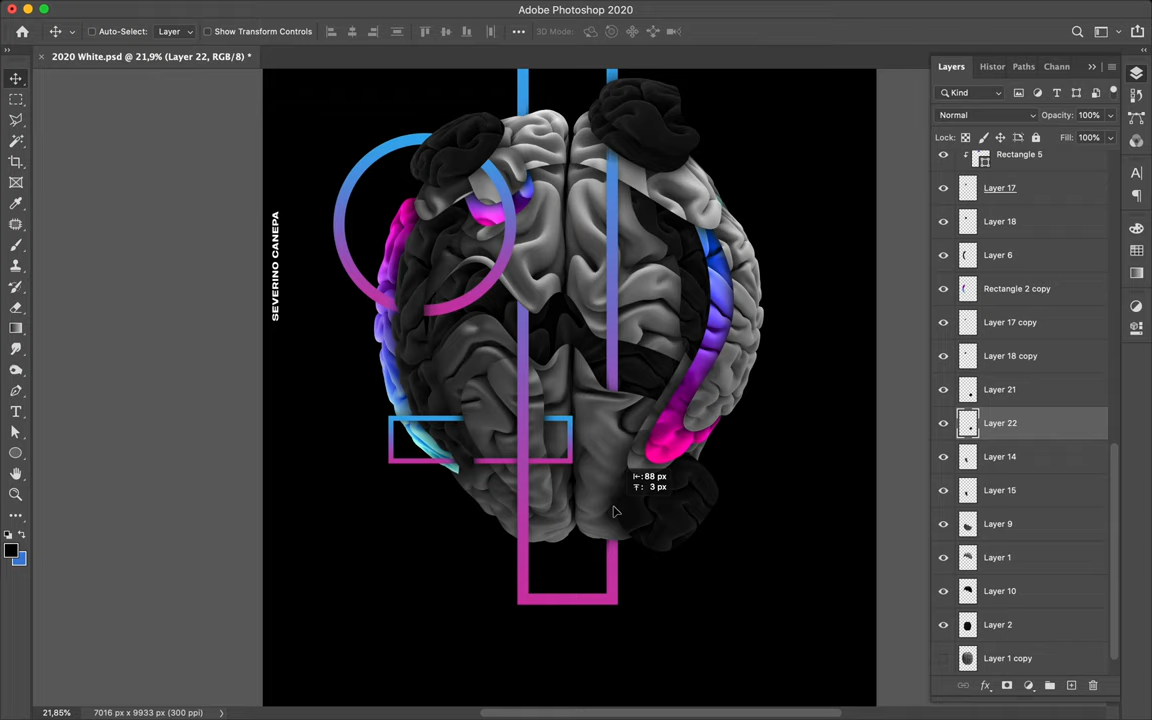 Adobe Photoshop 2020
Auto-Select: Layer Show Transform Controls 3D Mode:
2020 White.psd @ 21,9% (Layer 22, RGB/8) *
SEVERINO CANEPA
88 px
3 px
Layers Histor Paths Chann
Kind
Normal Opacity: 100%
Lock: Fill: 100%
Rectangle 5
Layer 17
Layer 18
Layer 6
Rectangle 2 copy
Layer 17 copy
Layer 18 copy
Layer 21
Layer 22
Layer 14
Layer 15
Layer 9
Layer 1
Layer 10
Layer 2
Layer 1 copy
21,85% 7016 px x 9933 px (300 ppi)